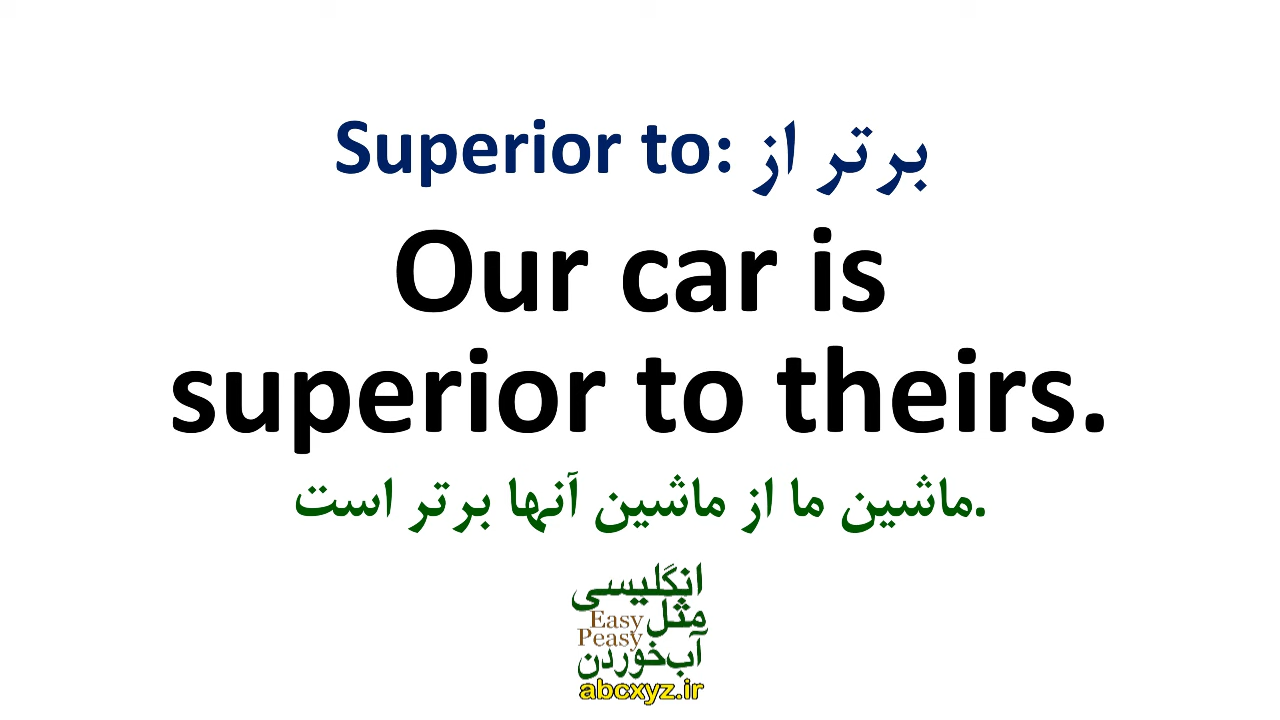 Superior to: برتر از
Our car is
superior to theirs.
ماشین ما از ماشین آنها برتر است.
انگلیسی
مثل
Easy
Peasy
آب‌خوردن
abcxyz.ir